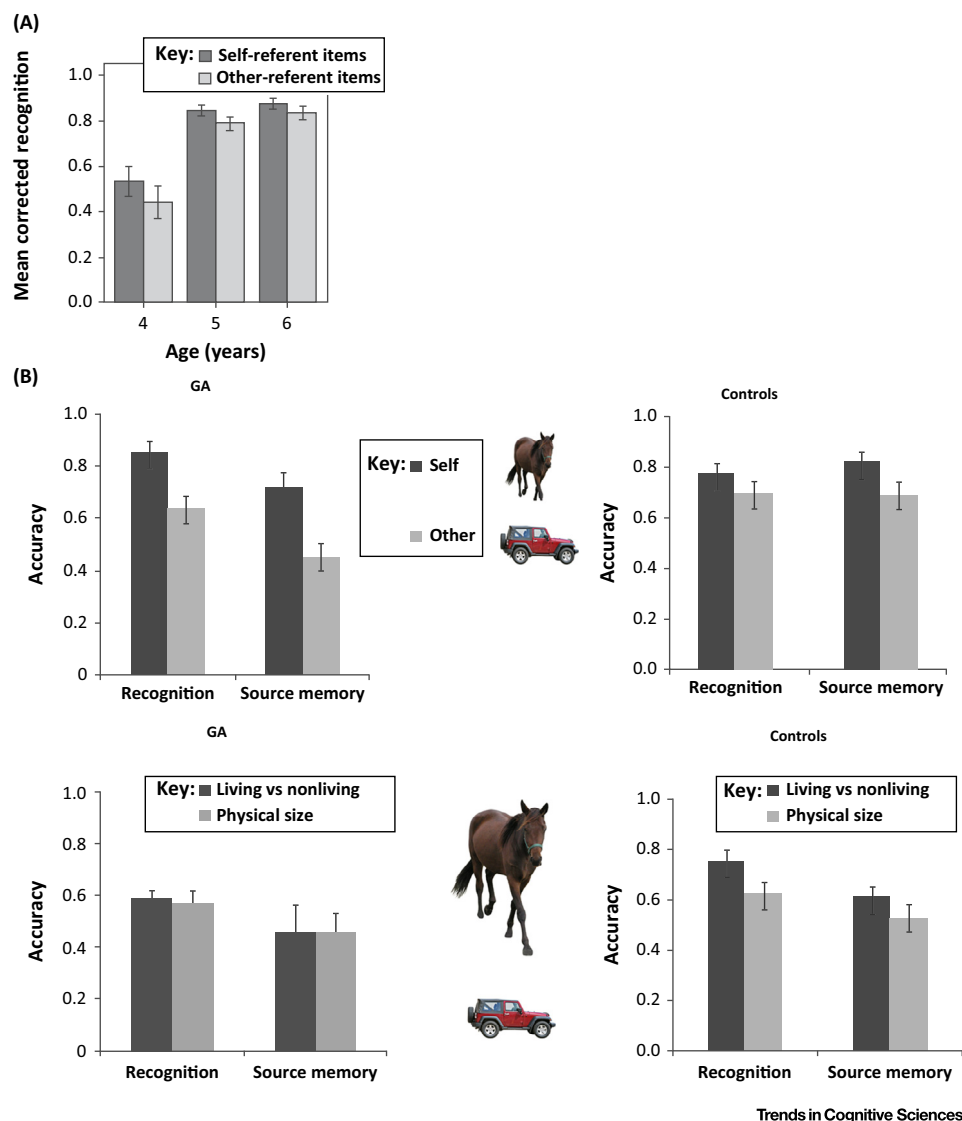 (A)
Key: Self-referent items
Other-referent items
Mean corrected recognition
1.0
0.8
0.6
0.4
0.2
0.0
4 5 6
Age (years)
(B)
GA
Accuracy
1.0
0.8
0.6
0.4
0.2
0
Recognition Source memory
Key: Self
Other
Controls
Accuracy
1.0
0.8
0.6
0.4
0.2
0.0
Recognition Source memory
GA
Key: Living vs nonliving
Physical size
Accuracy
1.0
0.8
0.6
0.4
0.2
0
Recognition Source memory
Controls
Key: Living vs nonliving
Physical size
Accuracy
1.0
0.8
0.6
0.4
0.2
0.0
Recognition Source memory
Trends in Cognitive Sciences